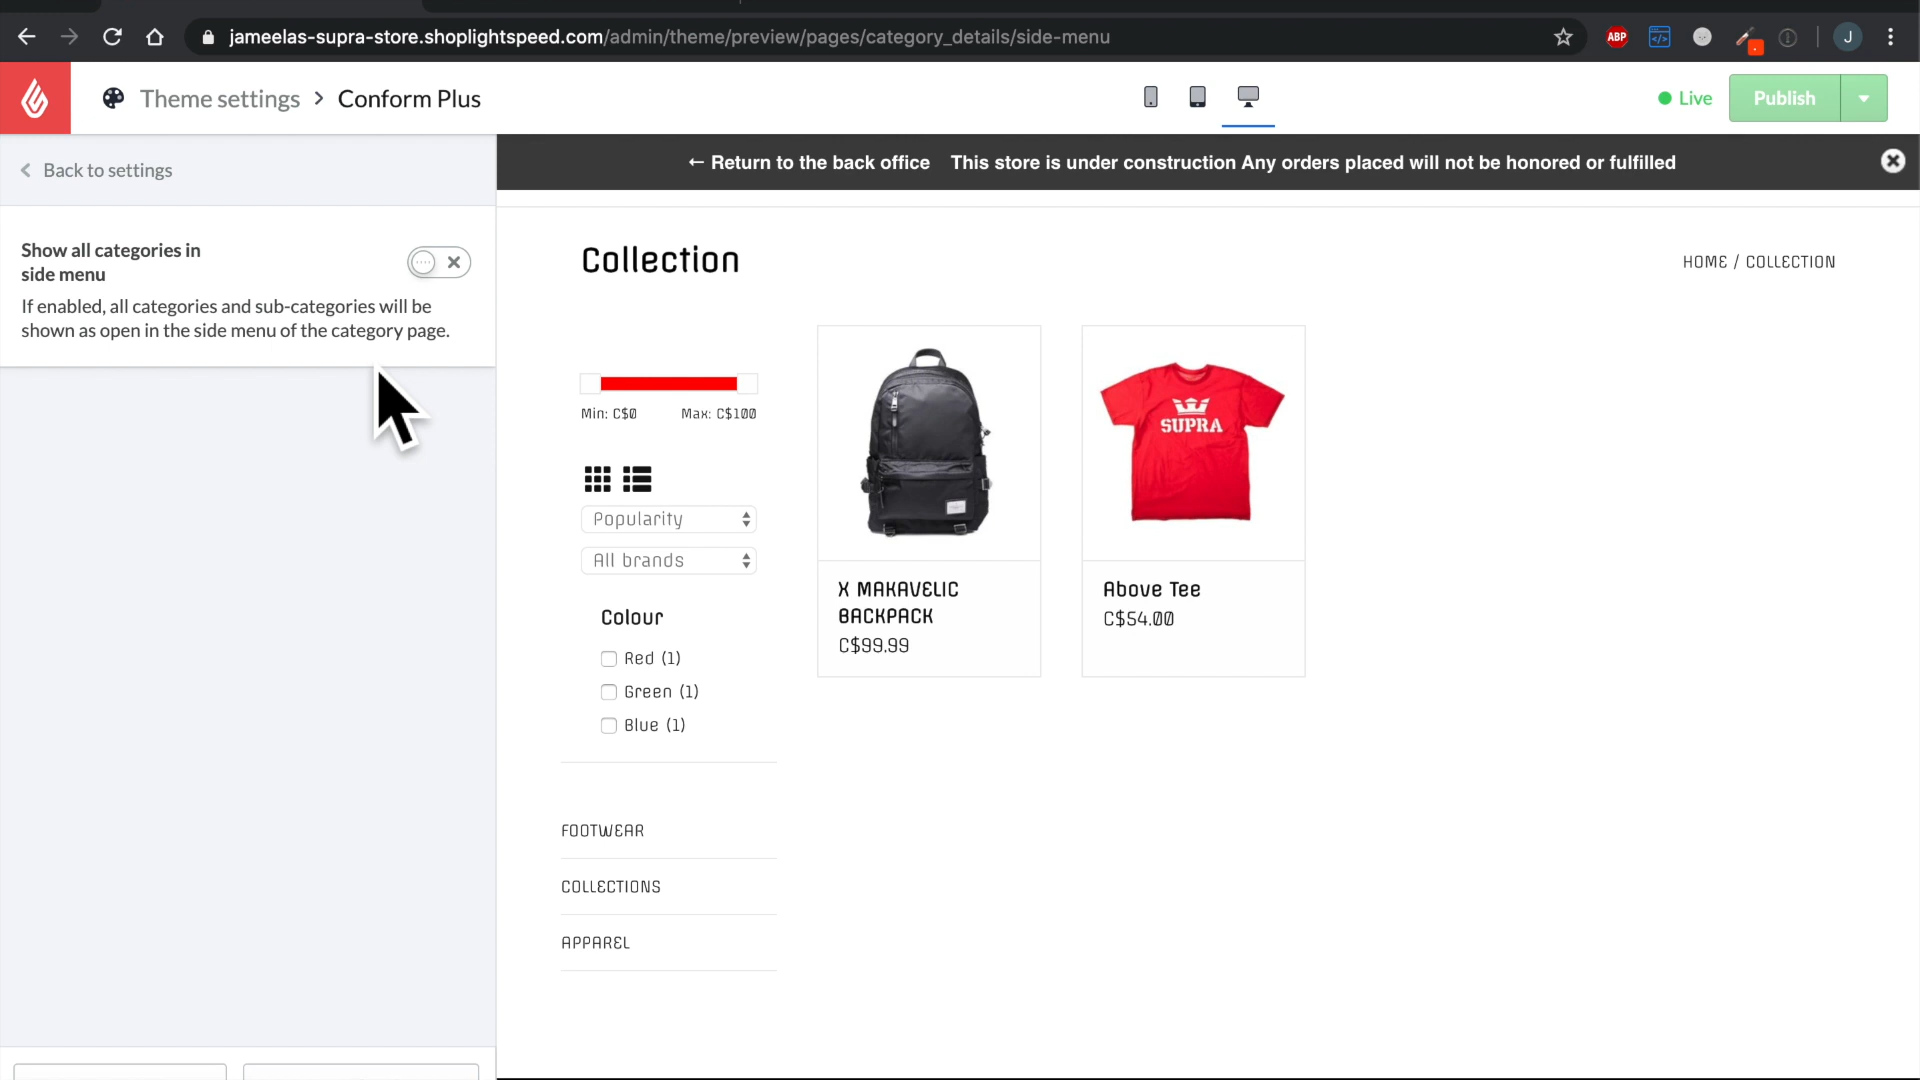 jameelas-supra-store.shoplightspeed.com/admin/theme/preview/pages/category_details/side-menu
ABP
J
Theme settings > Conform Plus
Live
Publish
Back to settings
← Return to the back office This store is under construction Any orders placed will not be honored or fulfilled
Show all categories in
side menu
If enabled, all categories and sub-categories will be
shown as open in the side menu of the category page.
Collection
HOME / COLLECTION
Min: C$0 Max: C$100
Popularity
All brands
Colour
Red (1)
Green (1)
Blue (1)
FOOTWEAR
COLLECTIONS
APPAREL
X MAKAVELIC
BACKPACK
C$99.99
SUPRA
Above Tee
C$54.00